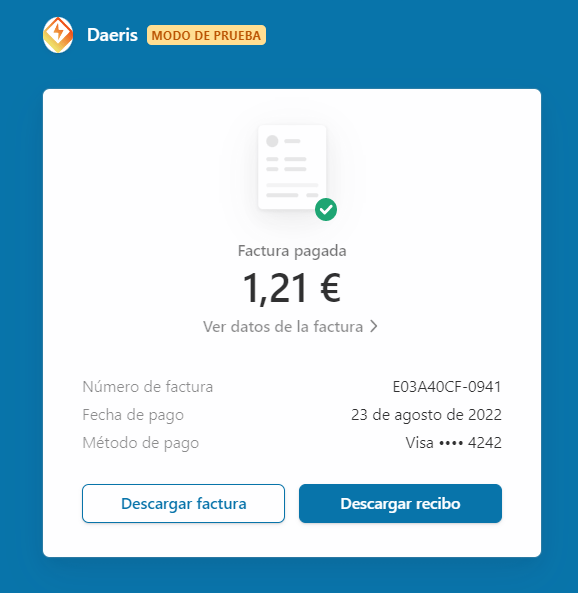 Daeris MODO DE PRUEBA
Factura pagada
1,21 €
Ver datos de la factura
Número de factura E03A40CF-0941
Fecha de pago 23 de agosto de 2022
Método de pago Visa •••• 4242
Descargar factura Descargar recibo